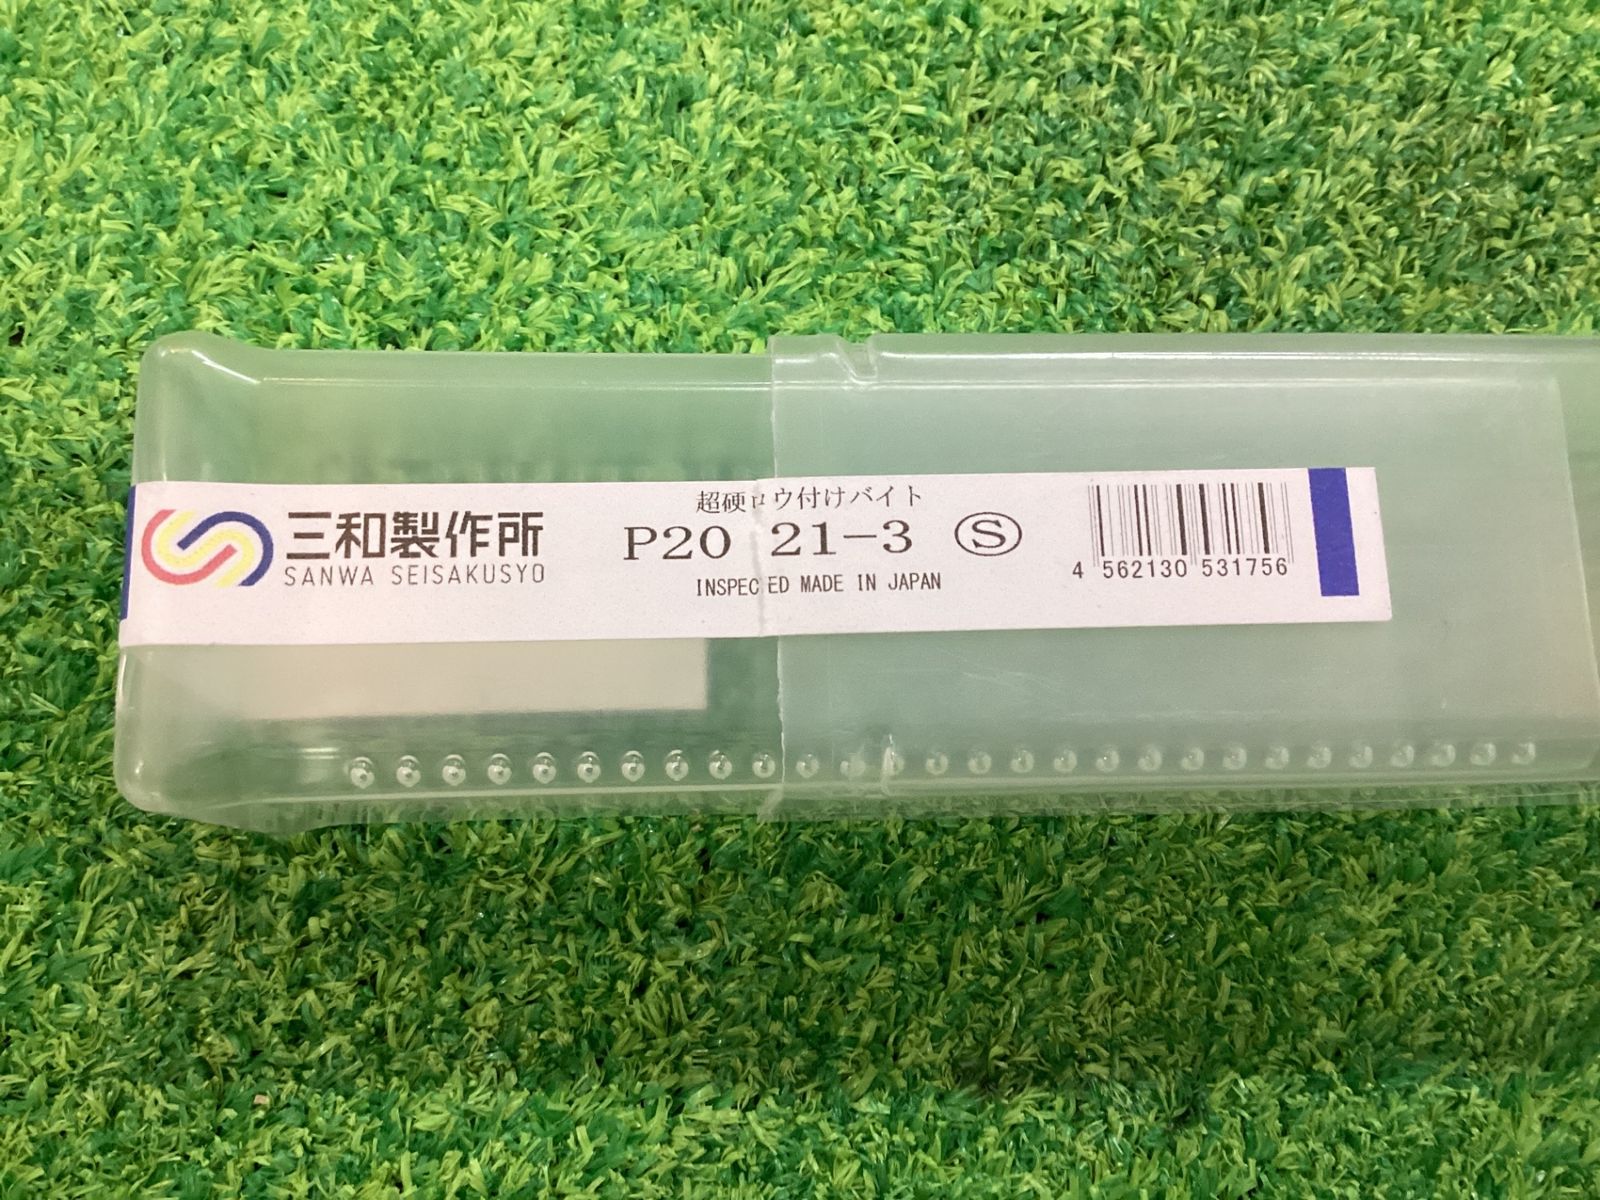 三和製作所
SANWA SEISAKUSYO
超硬ロウ付けバイト
P20 21-3 Ⓢ
INSPECTED MADE IN JAPAN
4 562130 531756